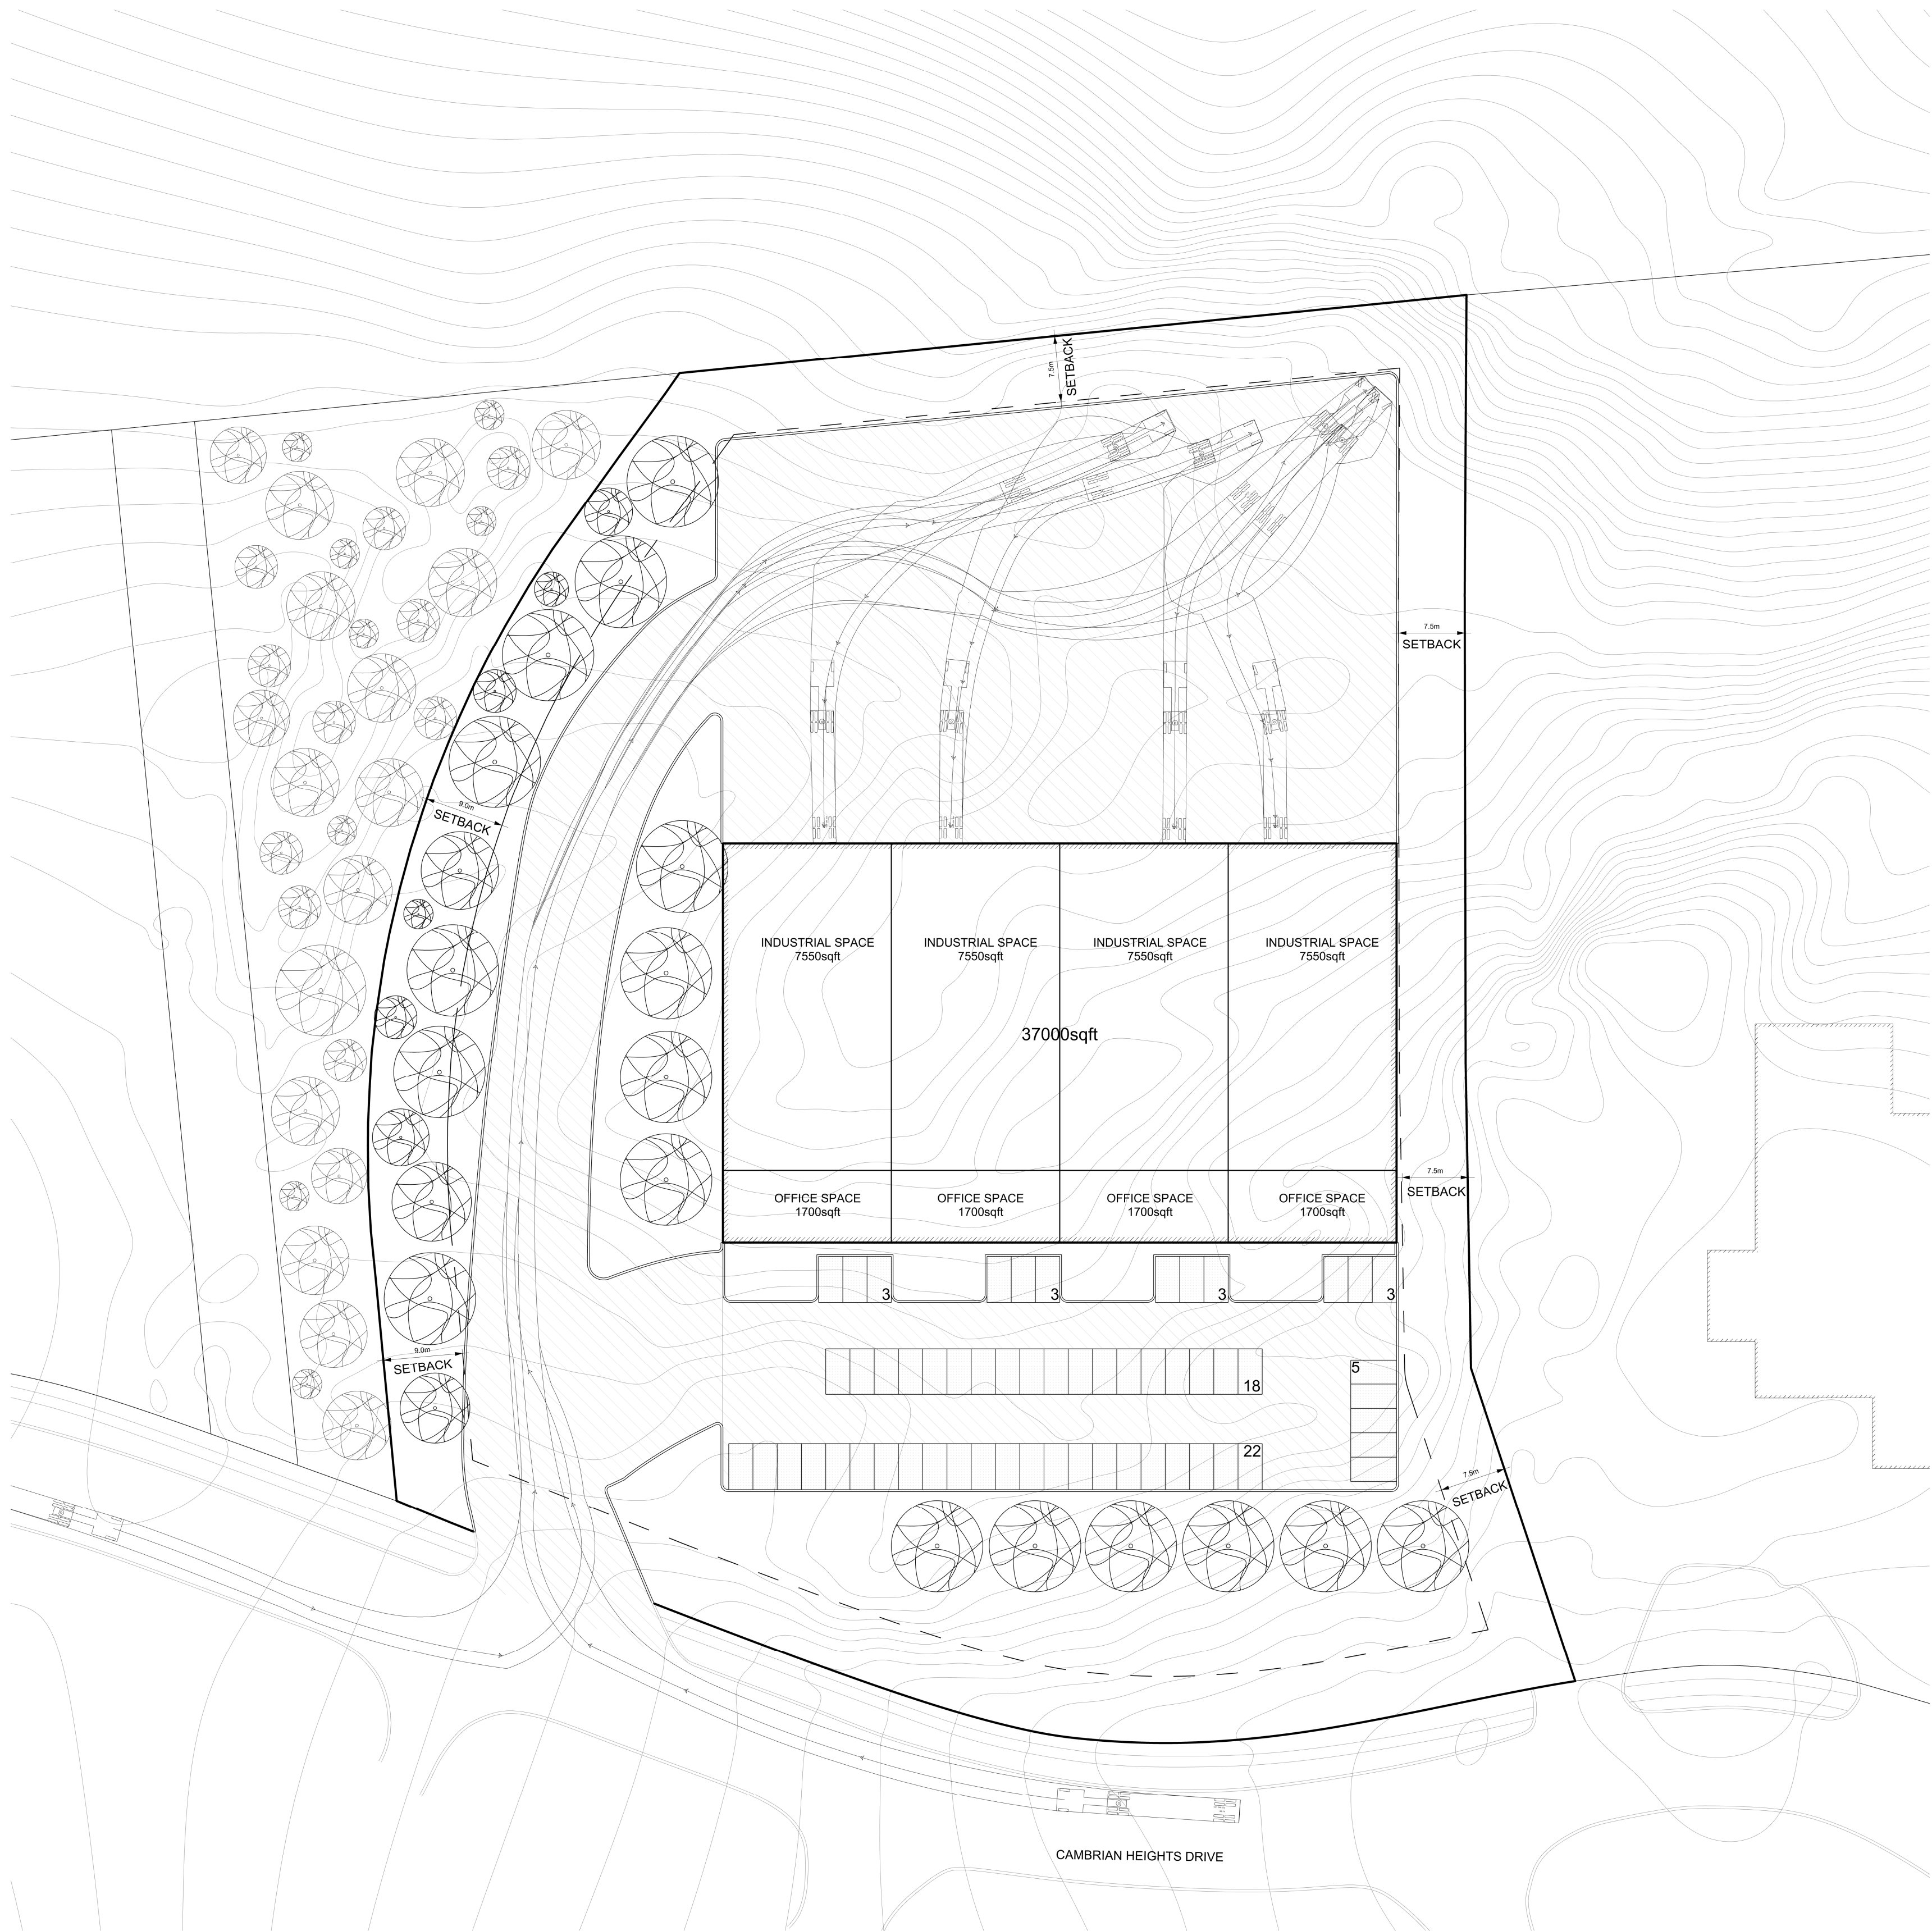 7.5m
SETBACK
7.5m
SETBACK
9.0m
SETBACK
INDUSTRIAL SPACE
7550sqft
INDUSTRIAL SPACE
7550sqft
INDUSTRIAL SPACE
7550sqft
INDUSTRIAL SPACE
7550sqft
37000sqft
7.5m
SETBACK
OFFICE SPACE
1700sqft
OFFICE SPACE
1700sqft
OFFICE SPACE
1700sqft
OFFICE SPACE
1700sqft
3
3
3
3
9.0m
SETBACK
5
18
22
7.5m
SETBACK
CAMBRIAN HEIGHTS DRIVE